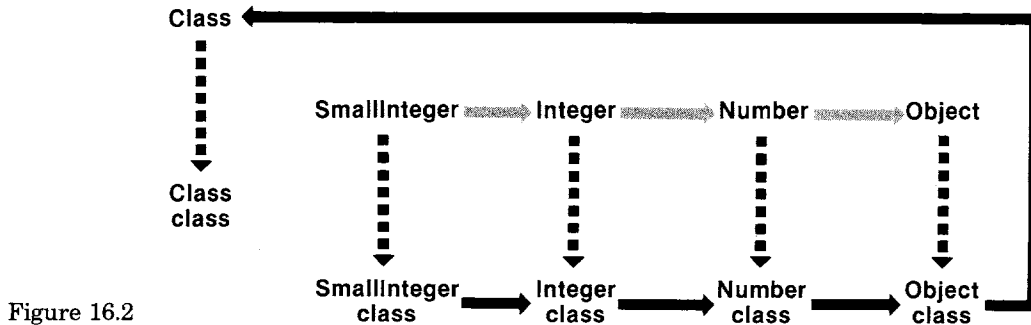 Class
SmallInteger Integer Number Object
Class
class
SmallInteger Integer Number Object
class class class class
Figure 16.2